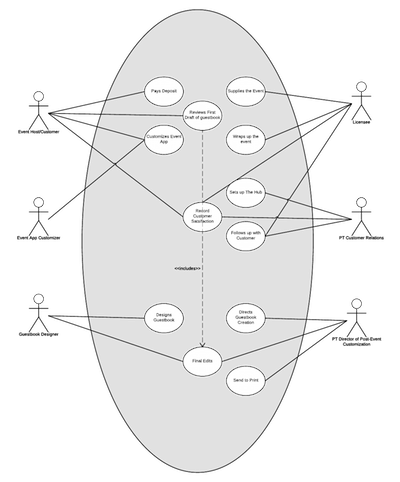 Pays Deposit
Supplies the Event
Reviews First
Draft of guestbook
Event Host/Customer
Licensee
Customizes Event
App
Wraps up the
event
Sets up The Hub
Record
Customer
Satisfaction
Follows up with
Customer
Event App Customizer
PT Customer Relations
<<includes>>
Designs
Guestbook
Directs
Guestbook
Creation
Guestbook Designer
PT Director of Post-Event
Customization
Final Edits
Send to Print